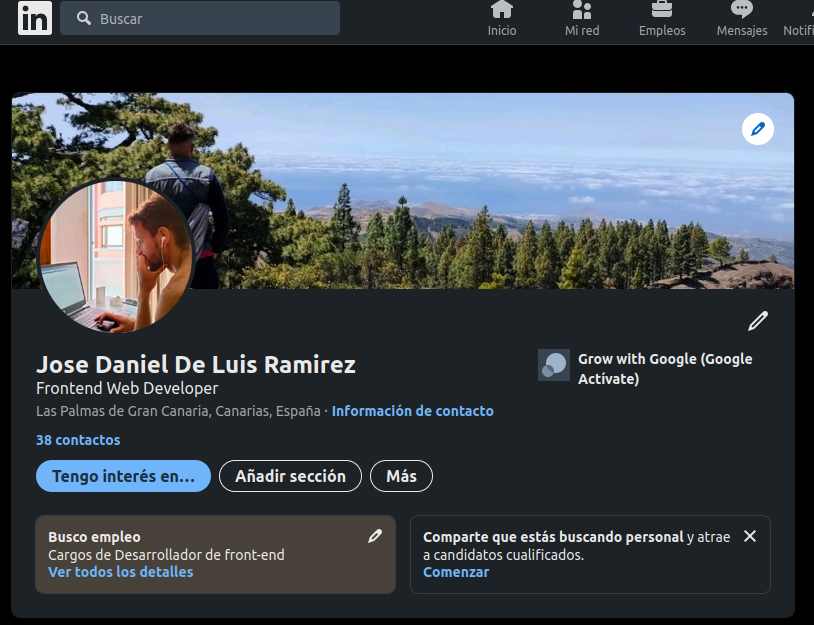 in
Buscar
Inicio
Mi red
Empleos
Mensajes
Jose Daniel De Luis Ramirez
Frontend Web Developer
Las Palmas de Gran Canaria, Canarias, España · Información de contacto
38 contactos
Grow with Google (Google
Actívate)
Tengo interés en…
Añadir sección
Más
Busco empleo
Cargos de Desarrollador de front-end
Ver todos los detalles
Comparte que estás buscando personal y atrae
a candidatos cualificados.
Comenzar